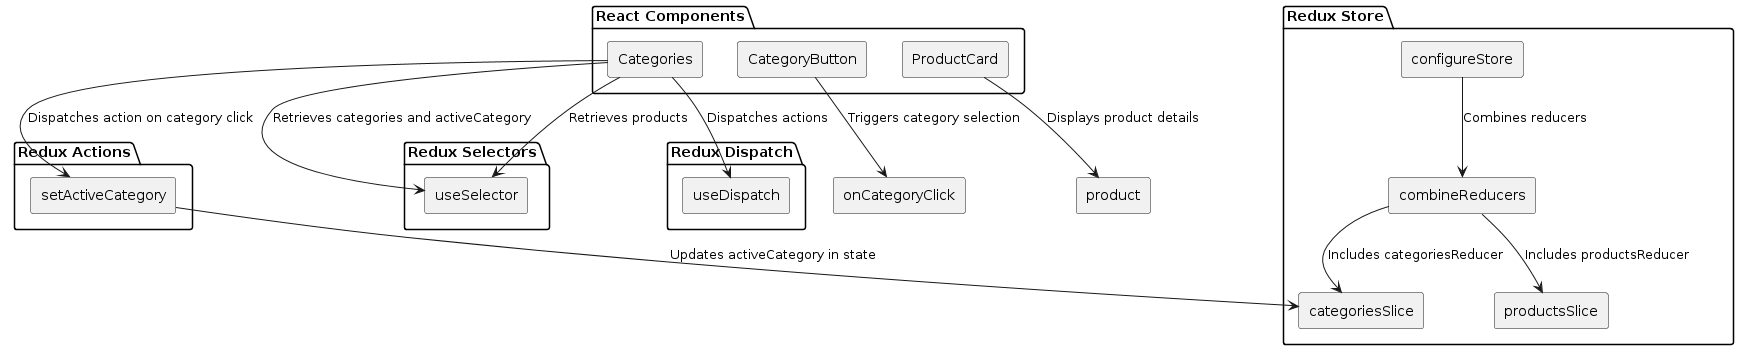 React Components
Redux Store
Categories
CategoryButton
ProductCard
configureStore
Dispatches action on category click
Retrieves categories and activeCategory
Retrieves products
Dispatches actions
Triggers category selection
Displays product details
Combines reducers
Redux Actions
Redux Selectors
Redux Dispatch
setActiveCategory
useSelector
useDispatch
onCategoryClick
product
combineReducers
Updates activeCategory in state
Includes categoriesReducer
Includes productsReducer
categoriesSlice
productsSlice